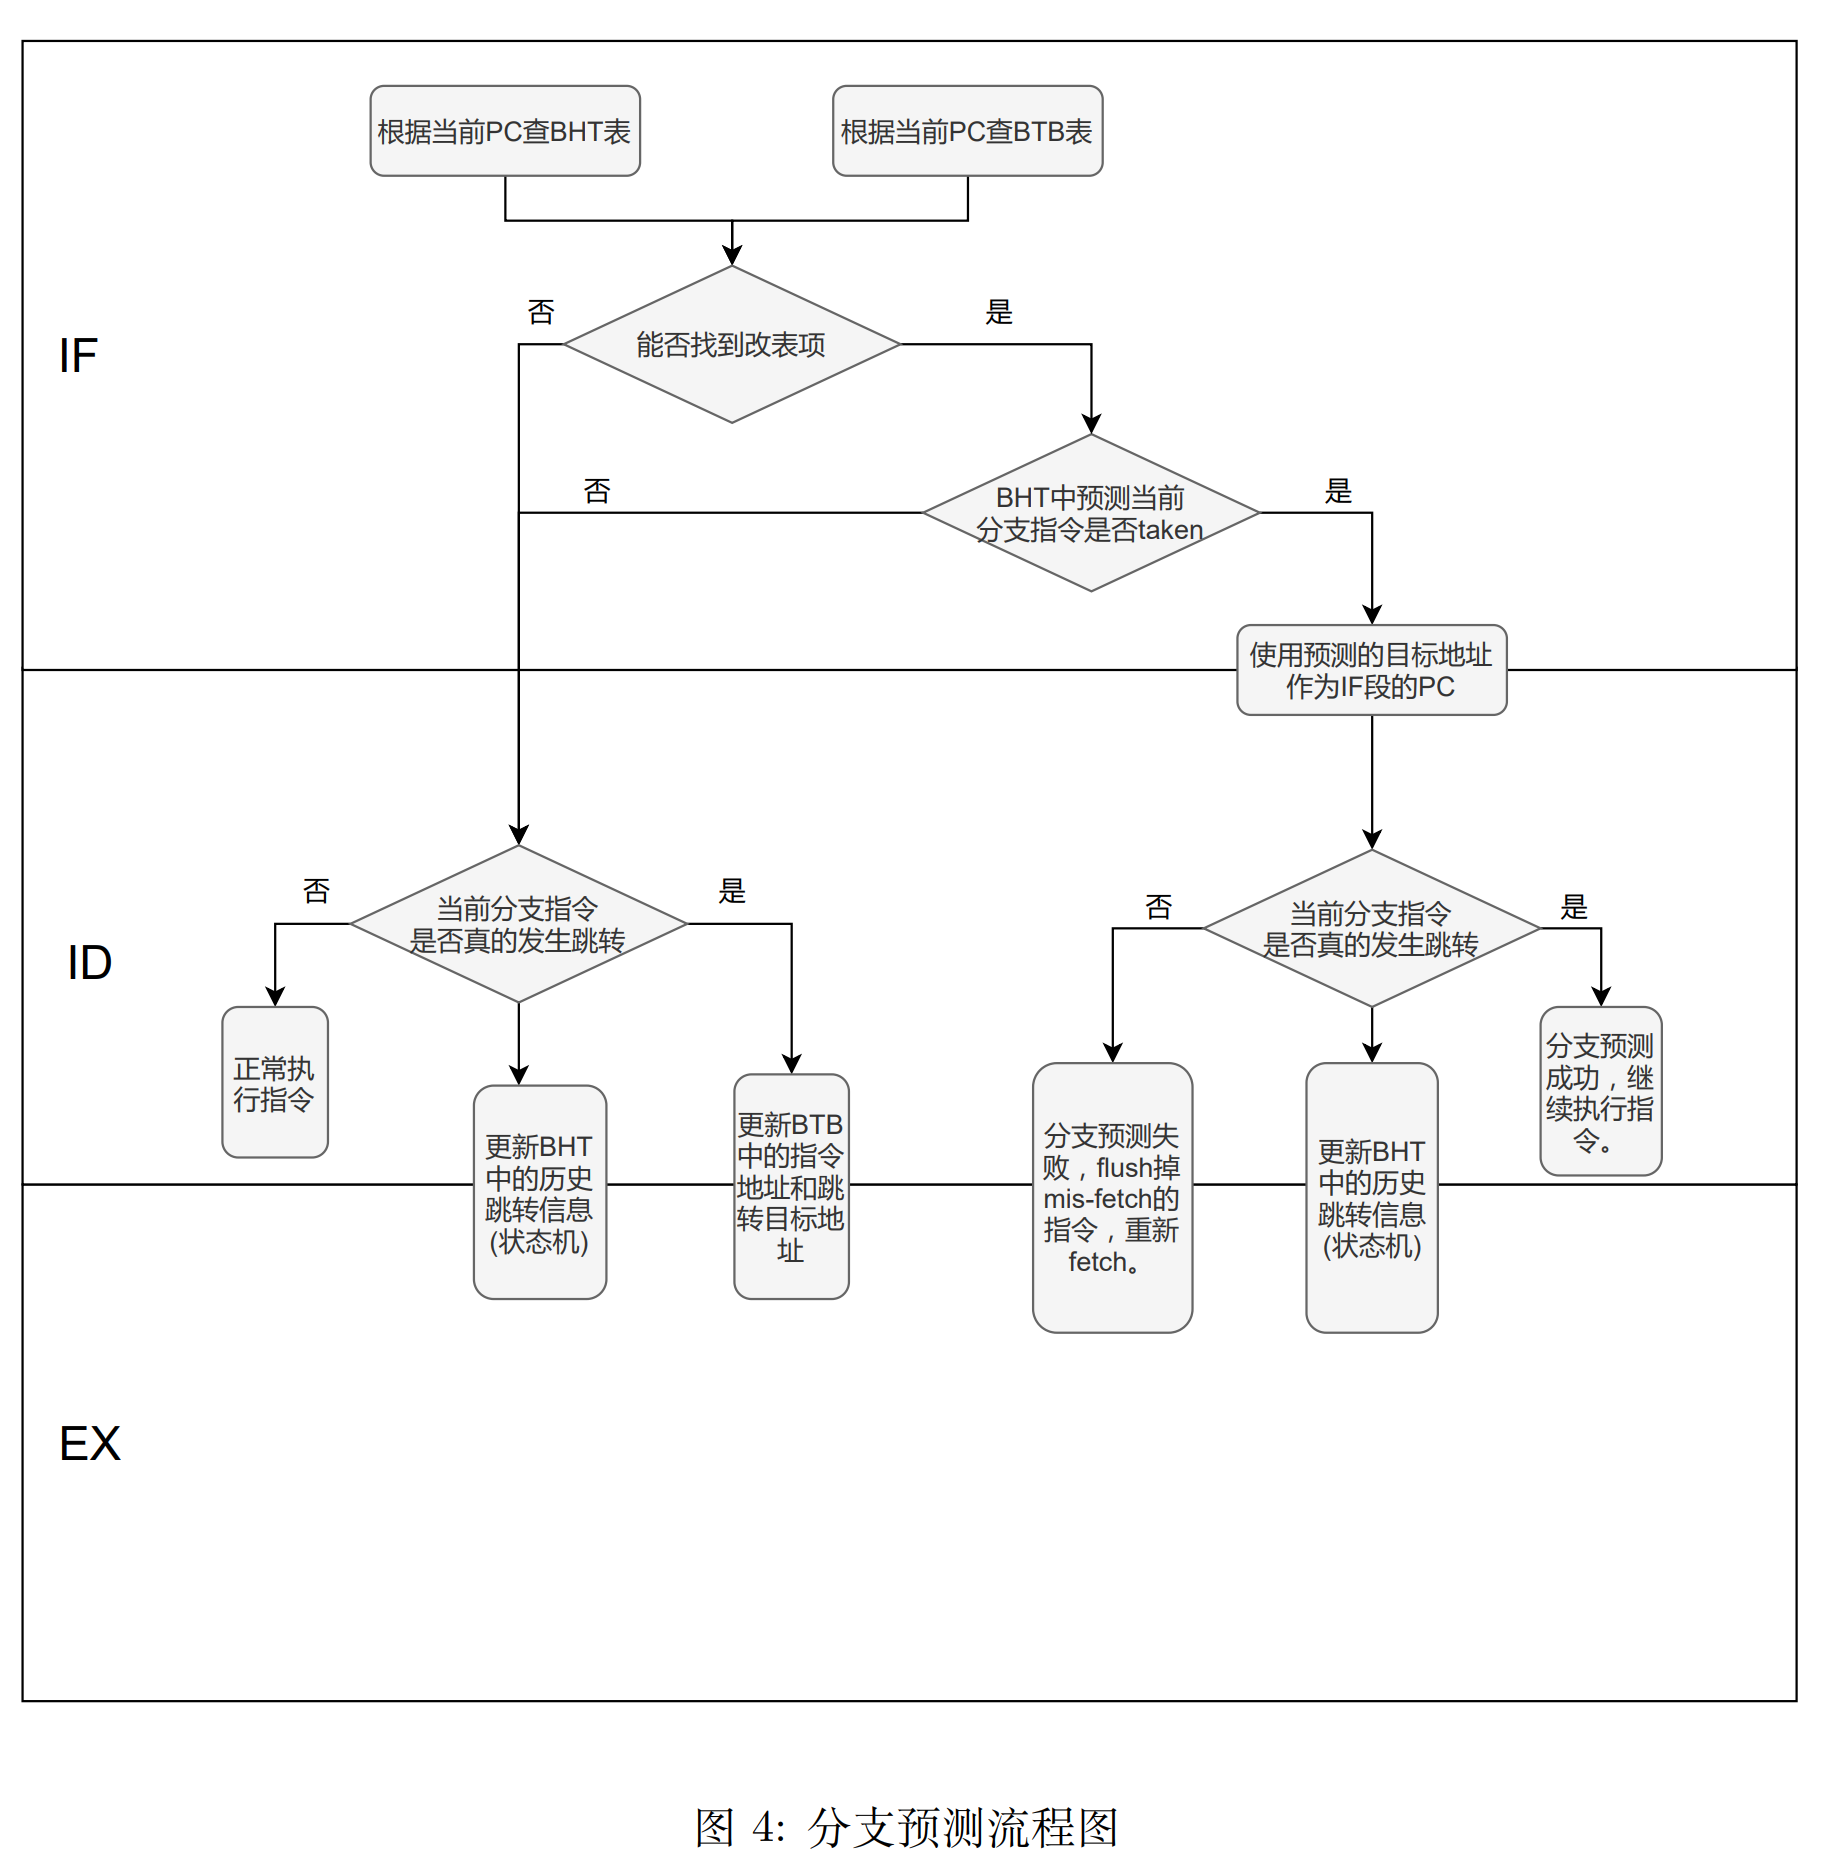 根据当前PC查BHT表
根据当前PC查BTB表
否
是
能否找到改表项
IF
否
是
BHT中预测当前
分支指令是否taken
使用预测的目标地址
作为IF段的PC
否
是
当前分支指令
是否真的发生跳转
否
是
当前分支指令
是否真的发生跳转
ID
正常执
行指令
更新BHT
中的历史
跳转信息
(状态机)
更新BTB
中的指令
地址和跳
转目标地
址
分支预测失
败，flush掉
mis-fetch的
指令，重新
fetch。
更新BHT
中的历史
跳转信息
(状态机)
分支预测
成功，继
续执行指
令。
EX
图 4: 分支预测流程图